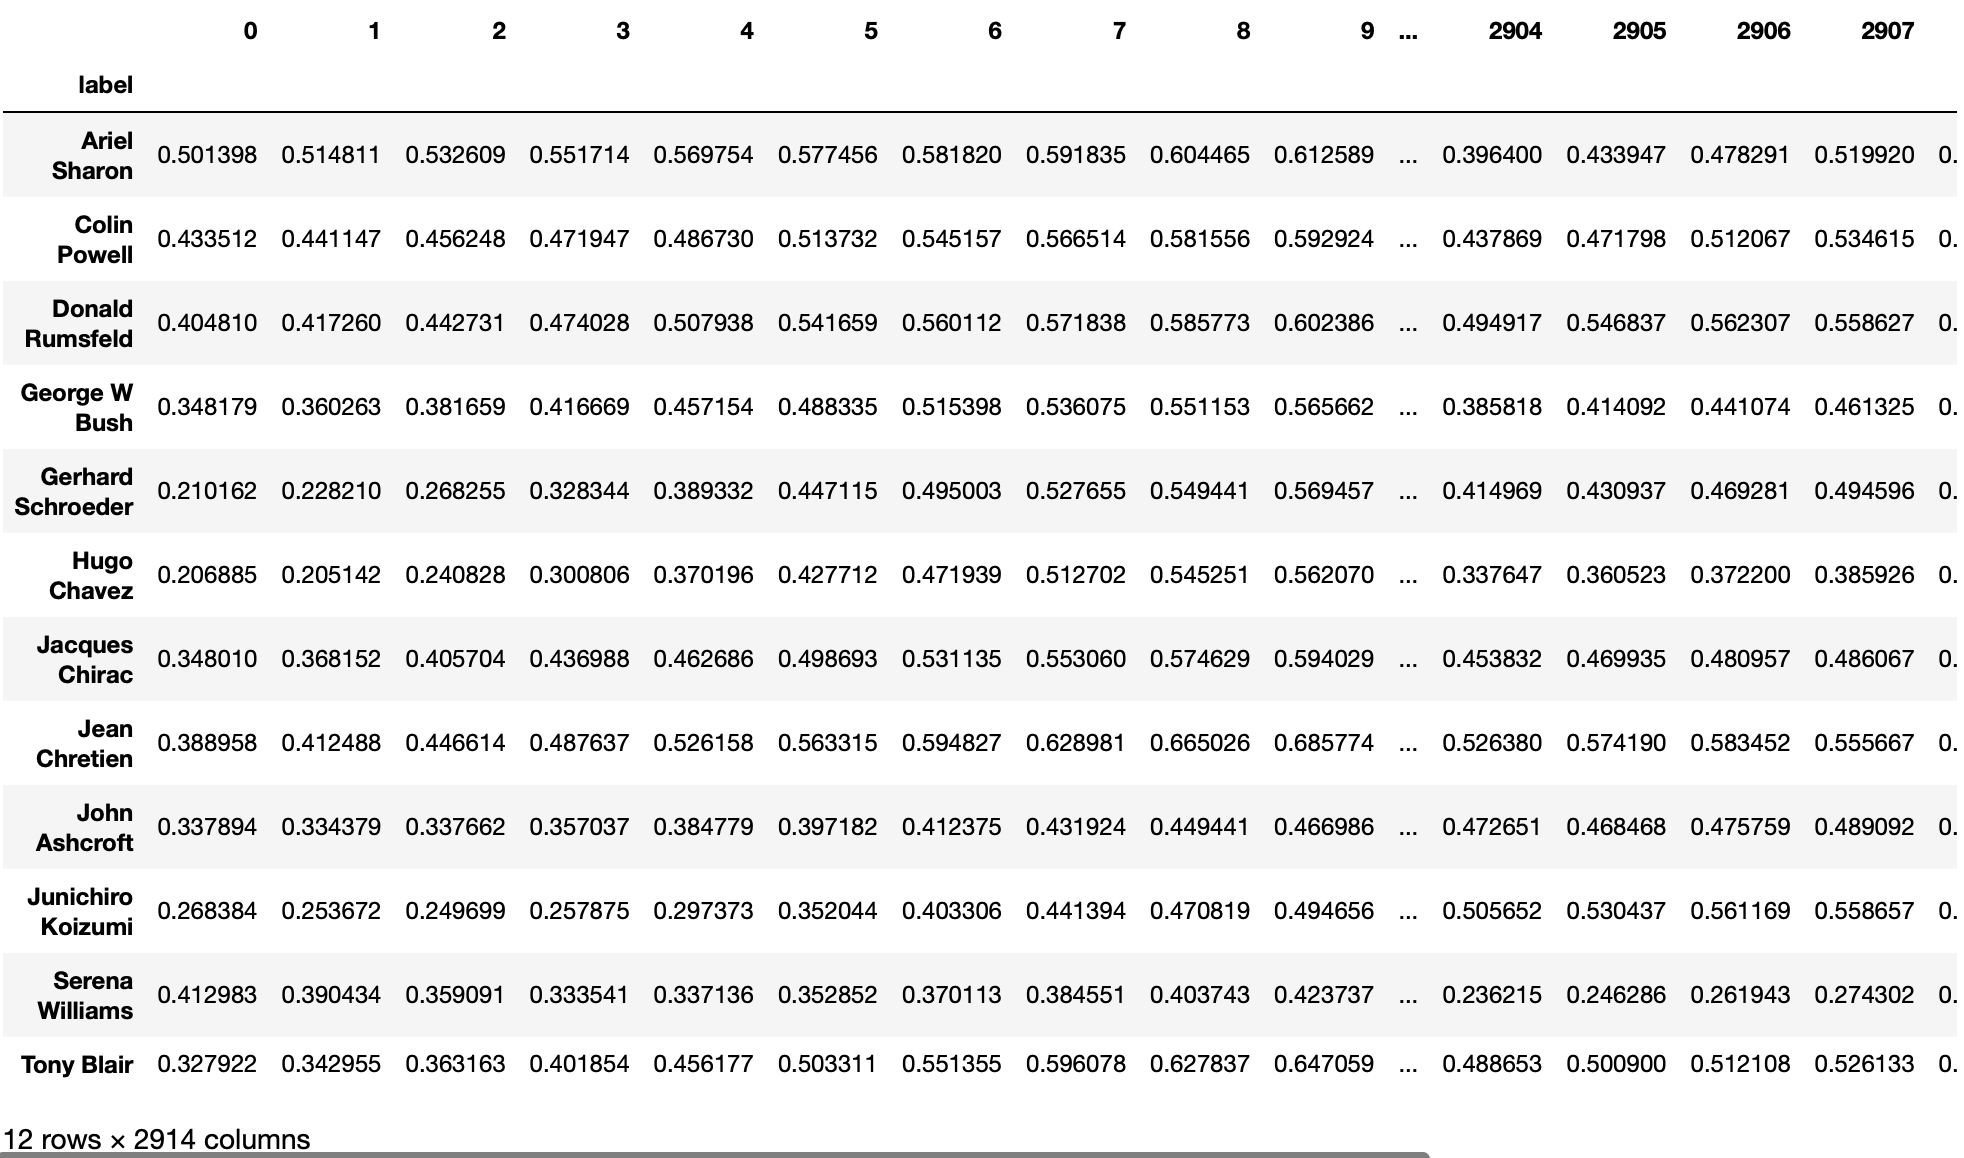 0 1 2 3 4 5 6 7 8 9 ... 2904 2905 2906 2907
label
Ariel
Sharon 0.501398 0.514811 0.532609 0.551714 0.569754 0.577456 0.581820 0.591835 0.604465 0.612589 ... 0.396400 0.433947 0.478291 0.519920 0.
Colin
Powell 0.433512 0.441147 0.456248 0.471947 0.486730 0.513732 0.545157 0.566514 0.581556 0.592924 ... 0.437869 0.471798 0.512067 0.534615 0.
Donald
Rumsfeld 0.404810 0.417260 0.442731 0.474028 0.507938 0.541659 0.560112 0.571838 0.585773 0.602386 ... 0.494917 0.546837 0.562307 0.558627 0.
George W
Bush 0.348179 0.360263 0.381659 0.416669 0.457154 0.488335 0.515398 0.536075 0.551153 0.565662 ... 0.385818 0.414092 0.441074 0.461325 0.
Gerhard
Schroeder 0.210162 0.228210 0.268255 0.328344 0.389332 0.447115 0.495003 0.527655 0.549441 0.569457 ... 0.414969 0.430937 0.469281 0.494596 0.
Hugo
Chavez 0.206885 0.205142 0.240828 0.300806 0.370196 0.427712 0.471939 0.512702 0.545251 0.562070 ... 0.337647 0.360523 0.372200 0.385926 0.
Jacques
Chirac 0.348010 0.368152 0.405704 0.436988 0.462686 0.498693 0.531135 0.553060 0.574629 0.594029 ... 0.453832 0.469935 0.480957 0.486067 0.
Jean
Chretien 0.388958 0.412488 0.446614 0.487637 0.526158 0.563315 0.594827 0.628981 0.665026 0.685774 ... 0.526380 0.574190 0.583452 0.555667 0.
John
Ashcroft 0.337894 0.334379 0.337662 0.357037 0.384779 0.397182 0.412375 0.431924 0.449441 0.466986 ... 0.472651 0.468468 0.475759 0.489092 0.
Junichiro
Koizumi 0.268384 0.253672 0.249699 0.257875 0.297373 0.352044 0.403306 0.441394 0.470819 0.494656 ... 0.505652 0.530437 0.561169 0.558657 0.
Serena
Williams 0.412983 0.390434 0.359091 0.333541 0.337136 0.352852 0.370113 0.384551 0.403743 0.423737 ... 0.236215 0.246286 0.261943 0.274302 0.
Tony Blair 0.327922 0.342955 0.363163 0.401854 0.456177 0.503311 0.551355 0.596078 0.627837 0.647059 ... 0.488653 0.500900 0.512108 0.526133 0.
12 rows × 2914 columns